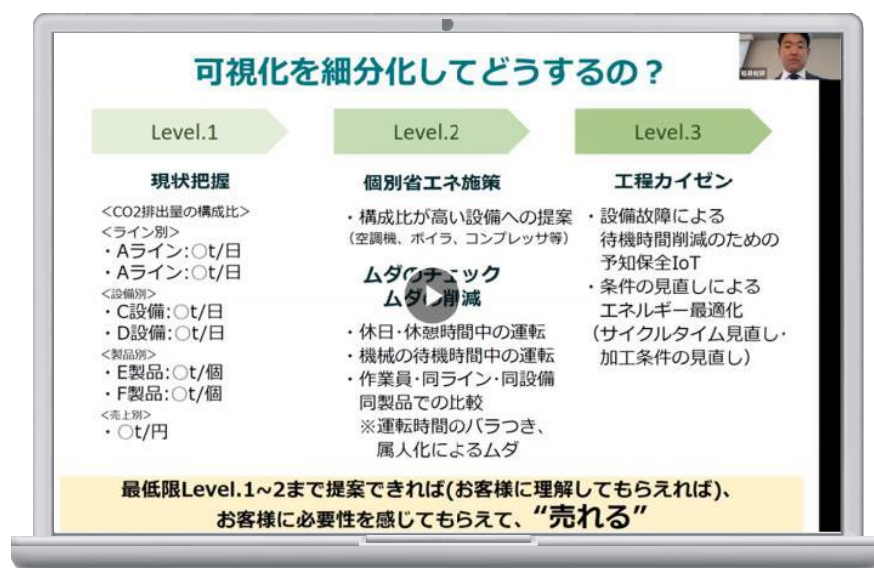 可視化を細分化してどうするの？
Level.1
現状把握
<CO2排出量の構成比>
<ライン別>
・Aライン:○t/日
・Aライン:○t/日
<設備別>
・C設備:○t/日
・D設備:○t/日
<製品別>
・E製品:○t/個
・F製品:○t/個
<売上別>
・○t/円
Level.2
個別省エネ施策
・構成比が高い設備への提案
（空調機、ボイラ、コンプレッサ等）
ムダのチェック
ムダの削減
・休日･休憩時間中の運転
・機械の待機時間中の運転
・作業員･同ライン･同設備
同製品での比較
※運転時間のバラつき、
属人化によるムダ
Level.3
工程カイゼン
・設備故障による
待機時間削減のための
予知保全IoT
・条件の見直しによる
エネルギー最適化
（サイクルタイム見直し･
加工条件の見直し）
最低限Level.1~2まで提案できれば(お客様に理解してもらえれば)、
お客様に必要性を感じてもらえて、“売れる”